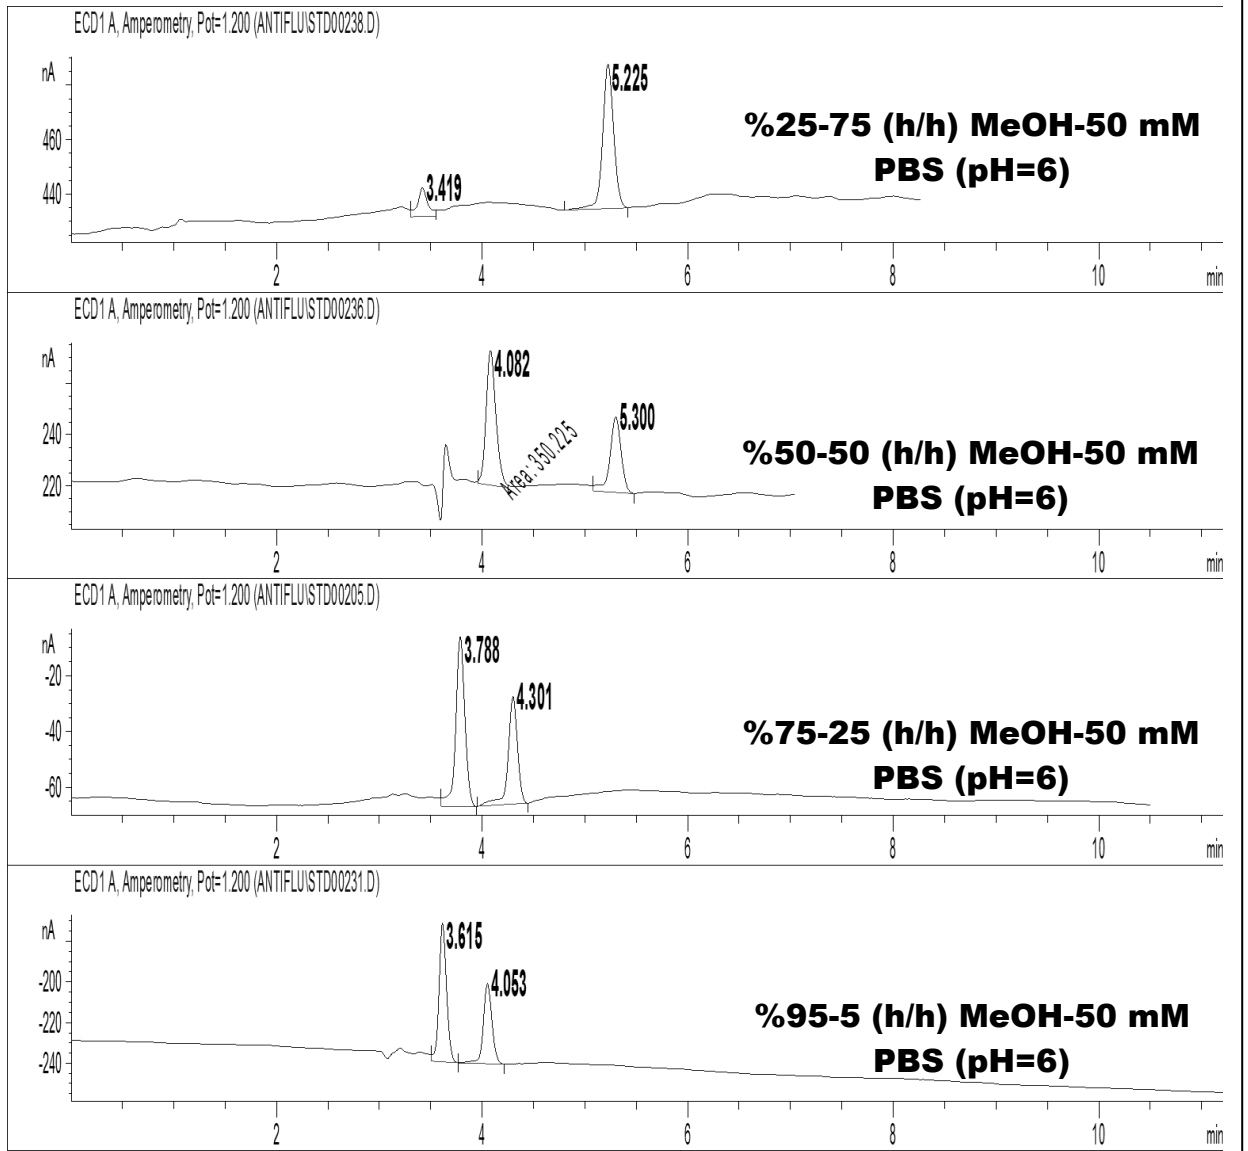 ECD1 A, Amperometry, Pot=1.200 (ANTIFLU\STD00238.D)
nA
5.225
%25-75 (h/h) MeOH-50 mM
PBS (pH=6)
460
440
3.419
2 4 6 8 10 min
ECD1 A, Amperometry, Pot=1.200 (ANTIFLU\STD00236.D)
nA
4.082
5.300
Area: 350.225
%50-50 (h/h) MeOH-50 mM
PBS (pH=6)
240
220
2 4 6 8 10 min
ECD1 A, Amperometry, Pot=1.200 (ANTIFLU\STD00205.D)
nA
3.788
-20
4.301
%75-25 (h/h) MeOH-50 mM
PBS (pH=6)
-40
-60
2 4 6 8 10 min
ECD1 A, Amperometry, Pot=1.200 (ANTIFLU\STD00231.D)
nA
3.615
-200
4.053
%95-5 (h/h) MeOH-50 mM
PBS (pH=6)
-220
-240
2 4 6 8 10 min